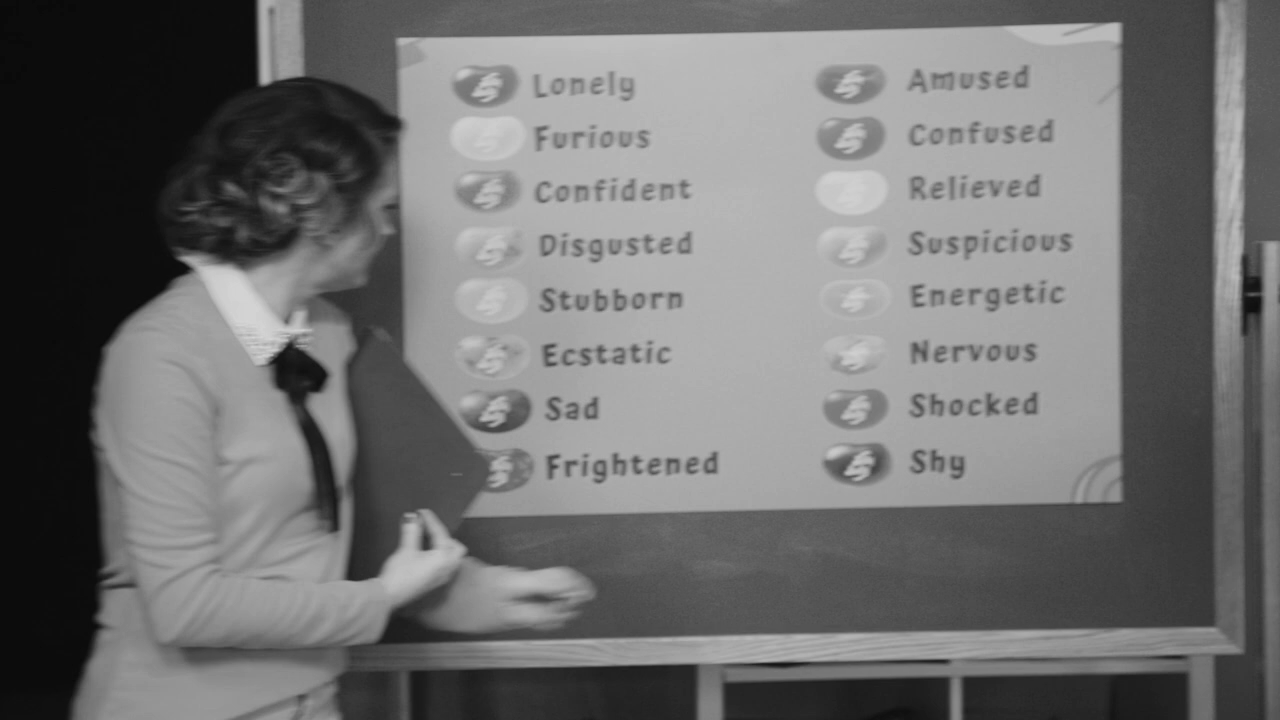 Lonely
Furious
Confident
Disgusted
Stubborn
Ecstatic
Sad
Frightened
Amused
Confused
Relieved
Suspicious
Energetic
Nervous
Shocked
Shy